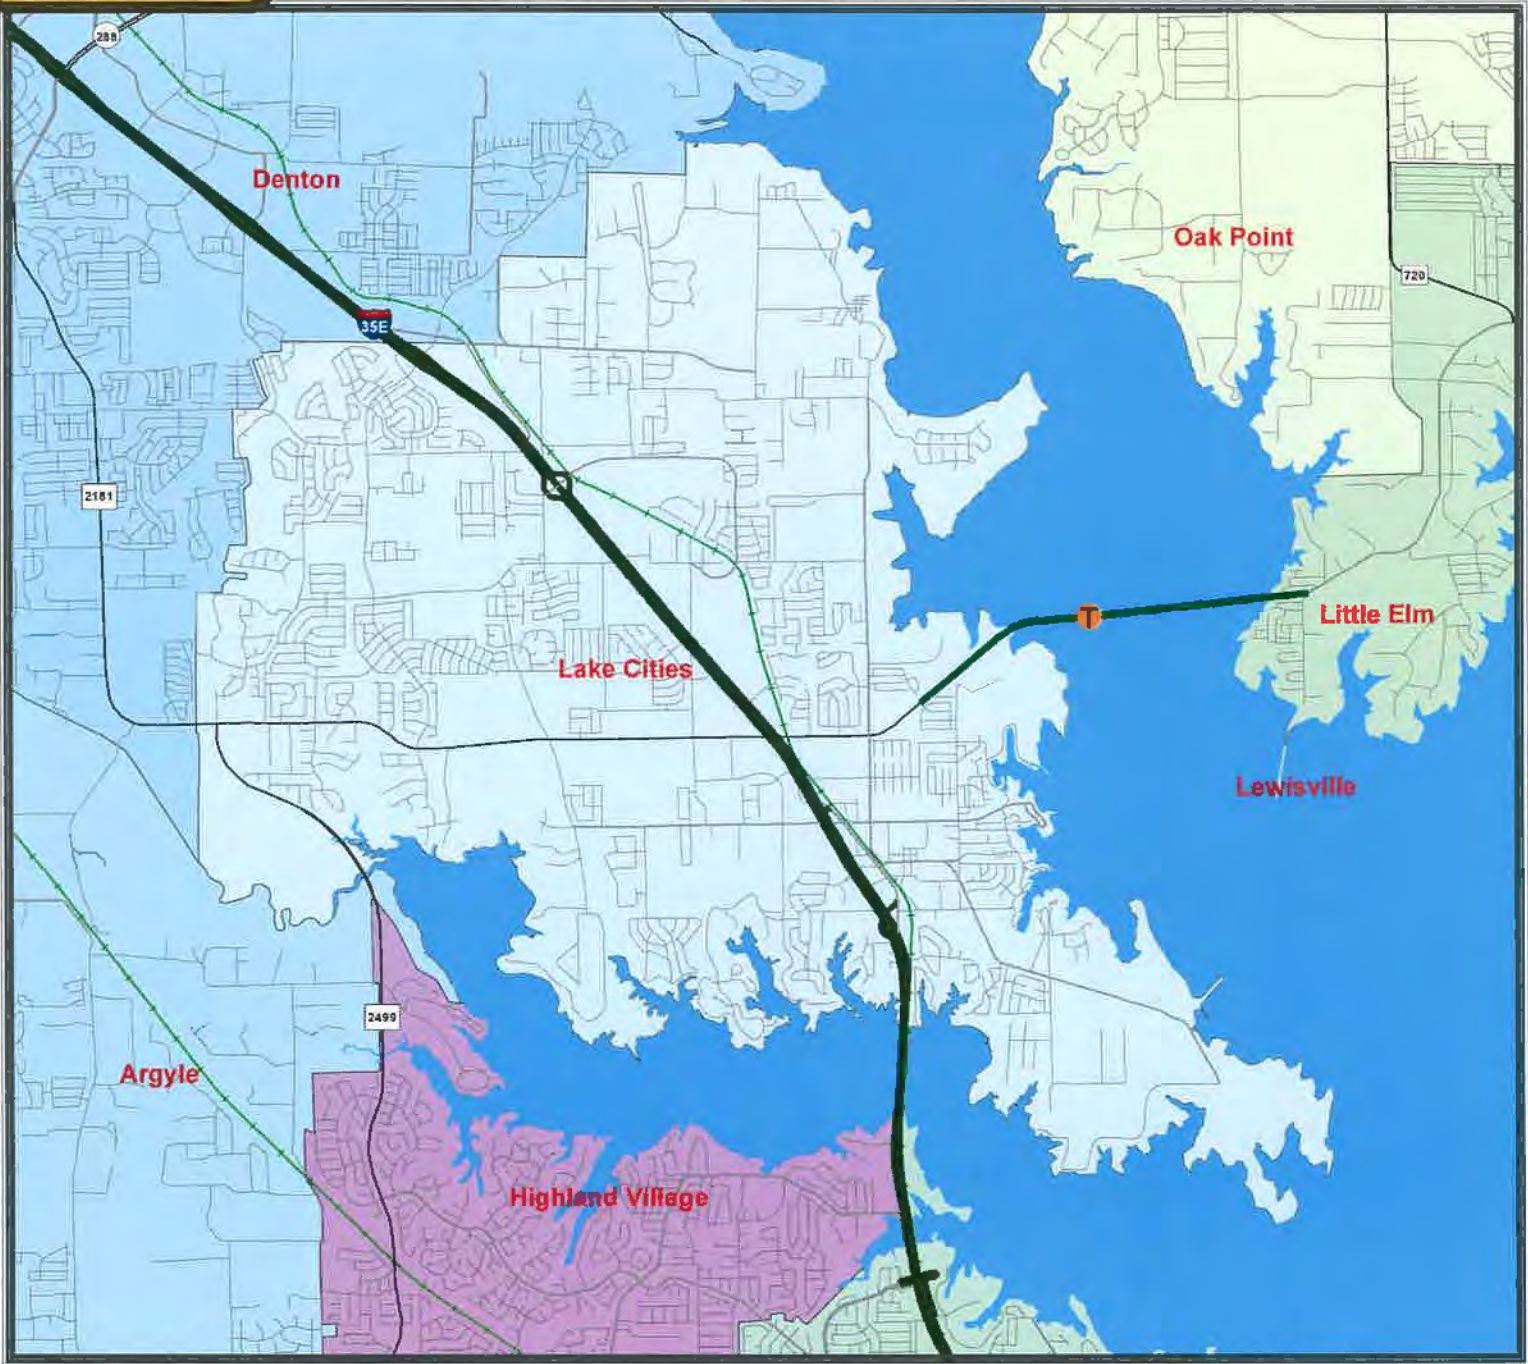 288
Denton
Oak Point
720
35E
2181
T
Little Elm
Lake Cities
Lewisville
2499
Argyle
Highland Village